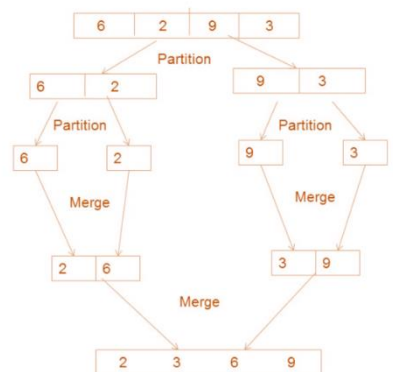 6 2 9 3
Partition
6 2
9 3
Partition
Partition
6
2
9
3
Merge
Merge
2 6
3 9
Merge
2 3 6 9